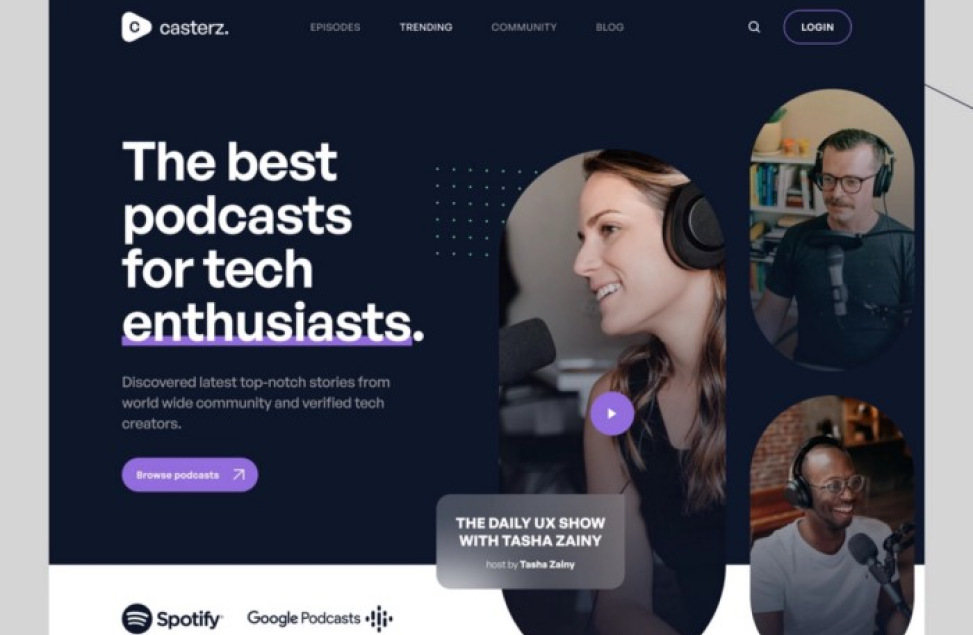 C casterz.
EPISODES
TRENDING
COMMUNITY
BLOG
LOGIN
The best
podcasts
for tech
enthusiasts.
Discovered latest top-notch stories from
world wide community and verified tech
creators.
Browse podcasts
THE DAILY UX SHOW
WITH TASHA ZAINY
host by Tasha Zainy
Spotify
Google Podcasts